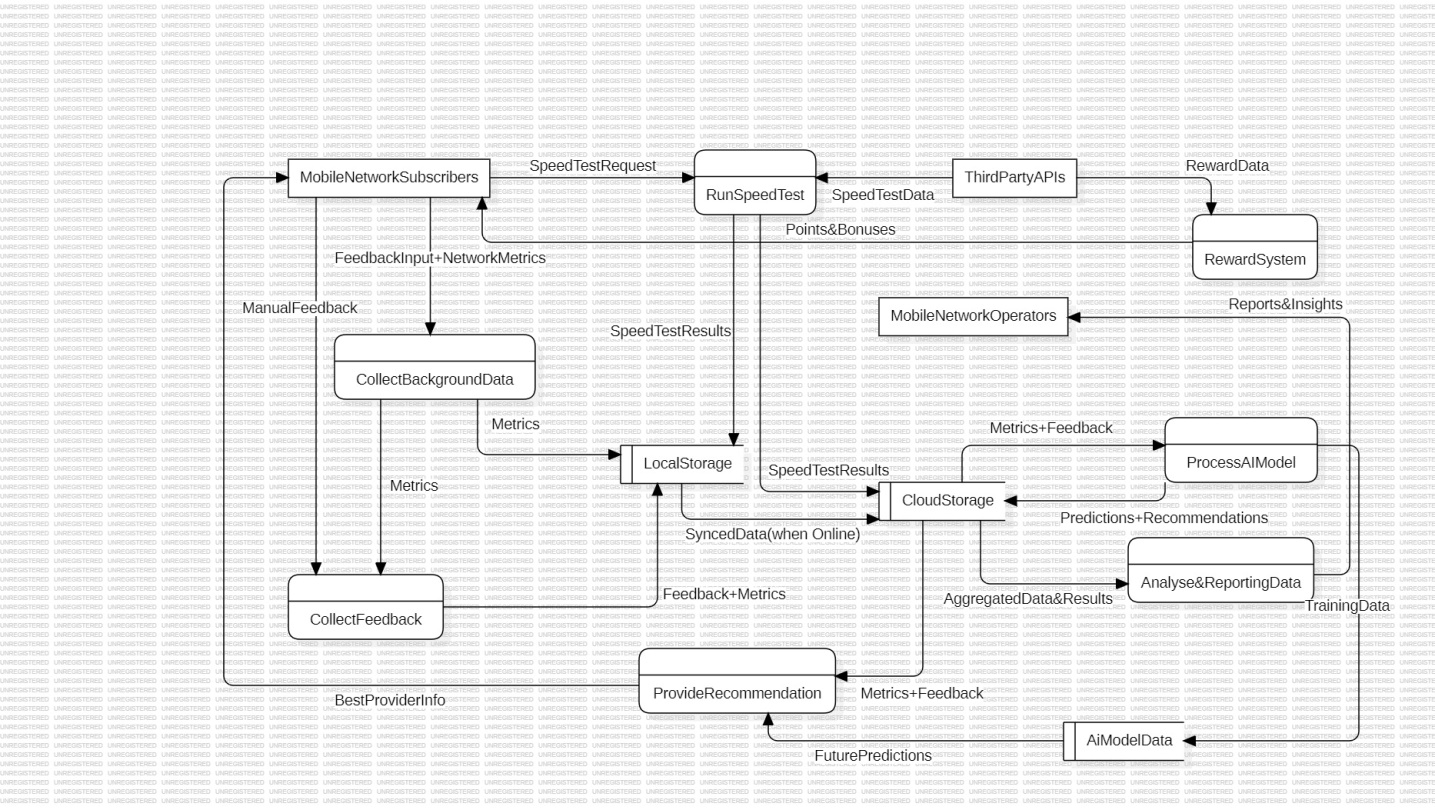 SpeedTestRequest
RewardData
MobileNetworkSubscribers
RunSpeedTest
ThirdPartyAPIs
SpeedTestData
Points&Bonuses
FeedbackInput+NetworkMetrics
RewardSystem
ManualFeedback
Reports&Insights
MobileNetworkOperators
SpeedTestResults
CollectBackgroundData
Metrics
Metrics+Feedback
LocalStorage
ProcessAIModel
SpeedTestResults
Metrics
CloudStorage
Predictions+Recommendations
SyncedData(when Online)
Analyse&ReportingData
Feedback+Metrics
AggregatedData&Results
TrainingData
CollectFeedback
ProvideRecommendation
Metrics+Feedback
BestProviderInfo
AiModelData
FuturePredictions
UNREGISTERED